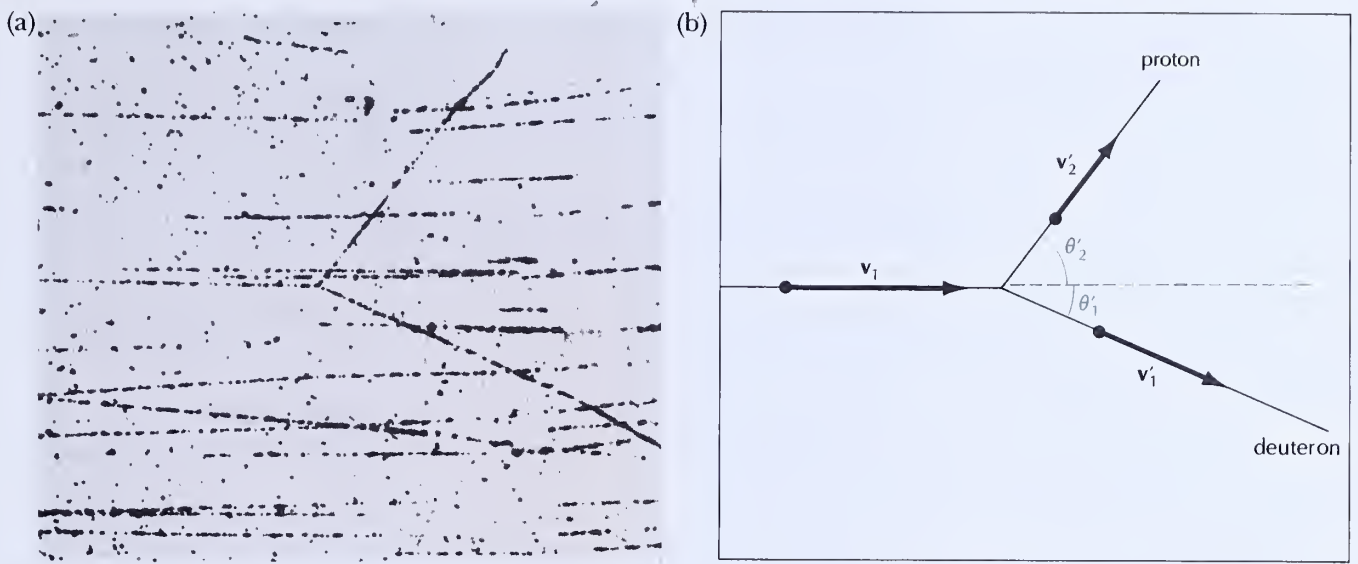 (a)
(b)
proton
v′₂
θ′₂
v₁
θ′₁
v′₁
deuteron